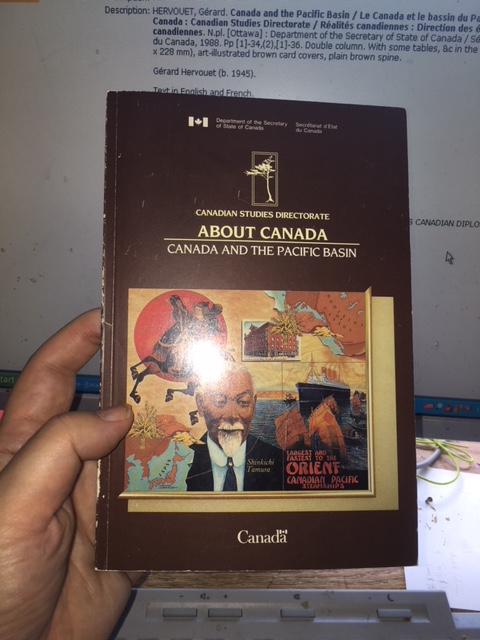 Description: HERVOUET, Gérard. Canada and the Pacific Basin / Le Canada et le bassin du Pa
Canada : Canadian Studies Directorate / Réalités canadiennes : Direction des é
canadiennes. N.pl. [Ottawa] : Department of the Secretary of State of Canada / Sé
du Canada, 1988. Pp [1]-34,(2),[1]-36. Double column. With some tables, &c in the
x 228 mm), art-illustrated brown card covers, plain brown spine.
Gérard Hervouet (b. 1945).
Text in English and French.
S CANADIAN DIPLO
Department of the Secretary
of State of Canada
Secrétariat d'État
du Canada
CANADIAN STUDIES DIRECTORATE
ABOUT CANADA
CANADA AND THE PACIFIC BASIN
Shinkichi
Tamura
LARGEST AND
FASTEST TO THE
ORIENT
CANADIAN PACIFIC
STEAMSHIPS
Canada
start